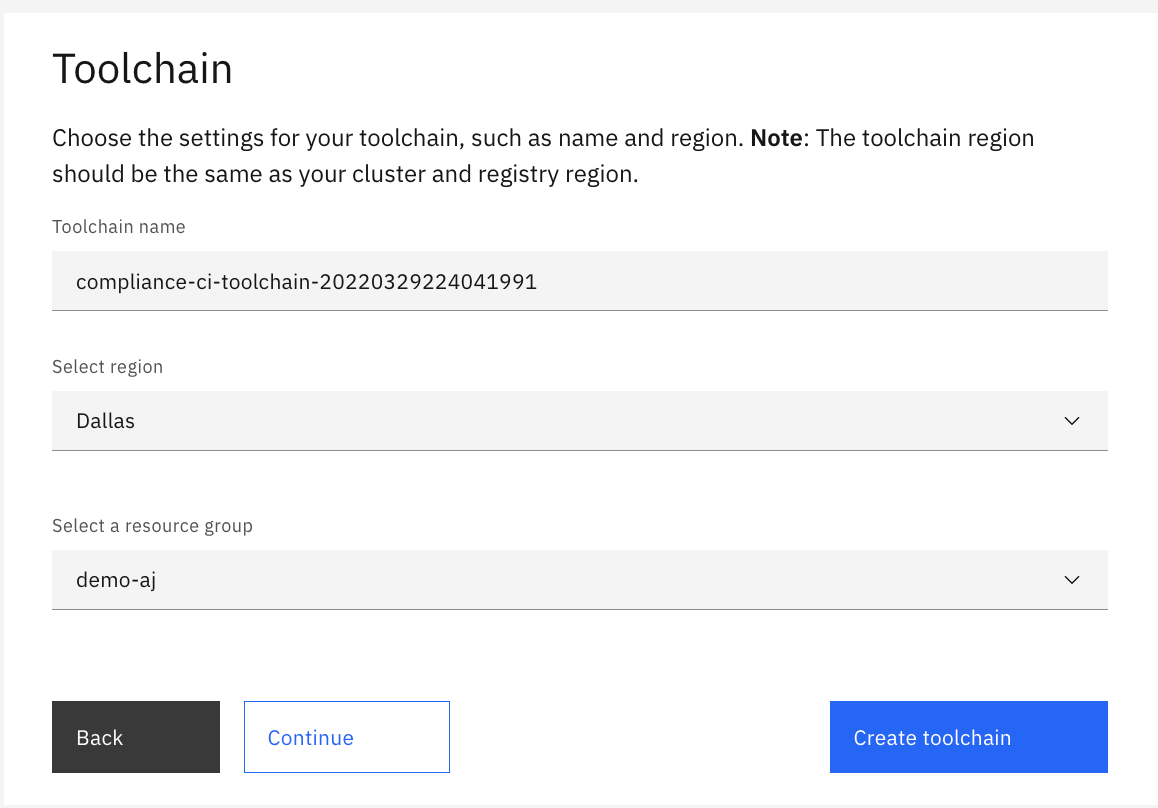 Toolchain
Choose the settings for your toolchain, such as name and region. Note: The toolchain region
should be the same as your cluster and registry region.
Toolchain name
compliance-ci-toolchain-20220329224041991
Select region
Dallas
Select a resource group
demo-aj
Back
Continue
Create toolchain